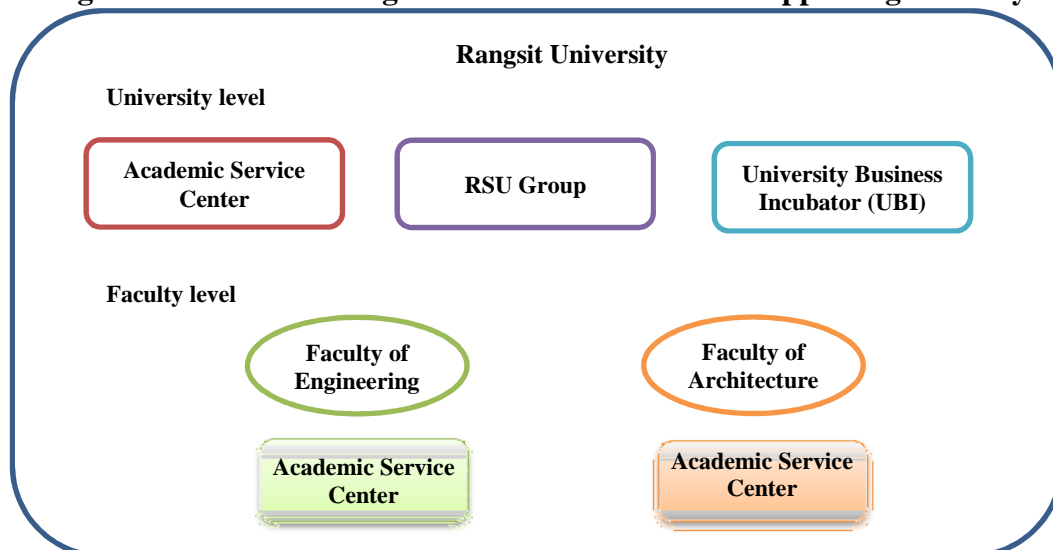 Rangsit University
University level
Academic Service
Center
RSU Group
University Business
Incubator (UBI)
Faculty level
Faculty of
Engineering
Faculty of
Architecture
Academic Service
Center
Academic Service
Center